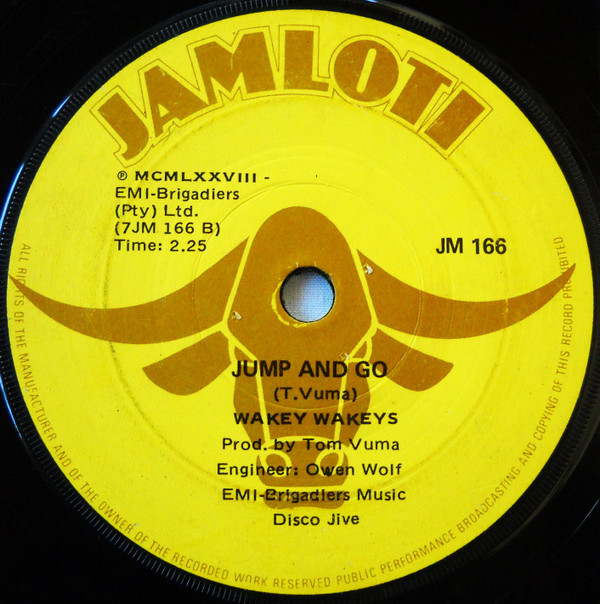 JAMLOTI
℗ MCMLXXVIII -
EMI-Brigadiers
(Pty) Ltd.
(7JM 166 B)
Time: 2.25
JM 166
JUMP AND GO
(T.Vuma)
WAKEY WAKEYS
Prod. by Tom Vuma
Engineer: Owen Wolf
EMI-Brigadiers Music
Disco Jive
ALL RIGHTS OF THE MANUFACTURER AND OF THE OWNER OF THE RECORDED WORK RESERVED PUBLIC PERFORMANCE BROADCASTING AND COPYING OF THIS RECORD PROHIBITED